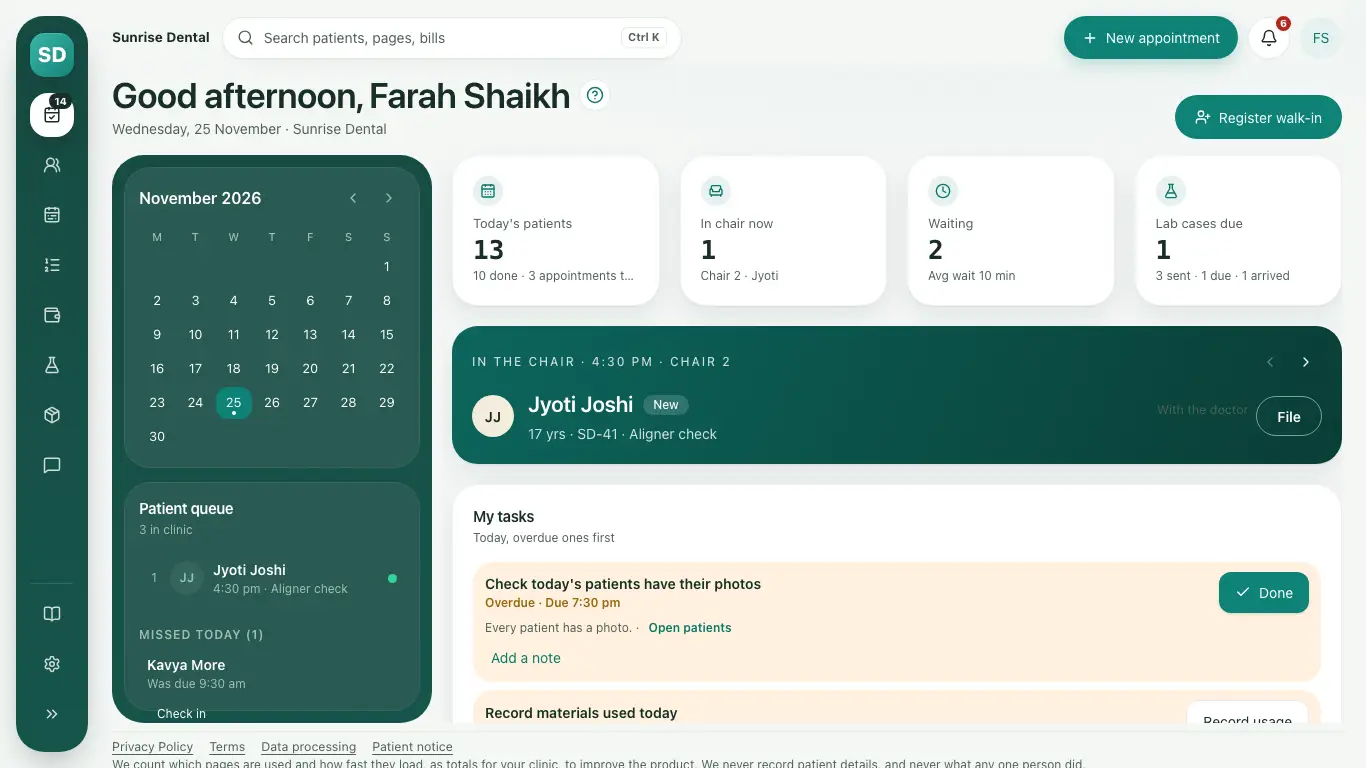 SD
Sunrise Dental
Search patients, pages, bills
Ctrl K
New appointment
6
FS
14
Good afternoon, Farah Shaikh
Wednesday, 25 November · Sunrise Dental
Register walk-in
November 2026
M T W T F S S
1
2 3 4 5 6 7 8
9 10 11 12 13 14 15
16 17 18 19 20 21 22
23 24 25 26 27 28 29
30
Patient queue
3 in clinic
1 JJ Jyoti Joshi
4:30 pm · Aligner check
MISSED TODAY (1)
Kavya More
Was due 9:30 am
Check in
Today's patients
13
10 done · 3 appointments t...
In chair now
1
Chair 2 · Jyoti
Waiting
2
Avg wait 10 min
Lab cases due
1
3 sent · 1 due · 1 arrived
IN THE CHAIR · 4:30 PM · CHAIR 2
JJ
Jyoti Joshi New
17 yrs · SD-41 · Aligner check
With the doctor
File
My tasks
Today, overdue ones first
Check today's patients have their photos
Overdue · Due 7:30 pm
Every patient has a photo. · Open patients
Add a note
Done
Record materials used today
Record usage
Privacy Policy Terms Data processing Patient notice
We count which pages are used and how fast they load, as totals for your clinic, to improve the product. We never record patient details, and never what any one person did.